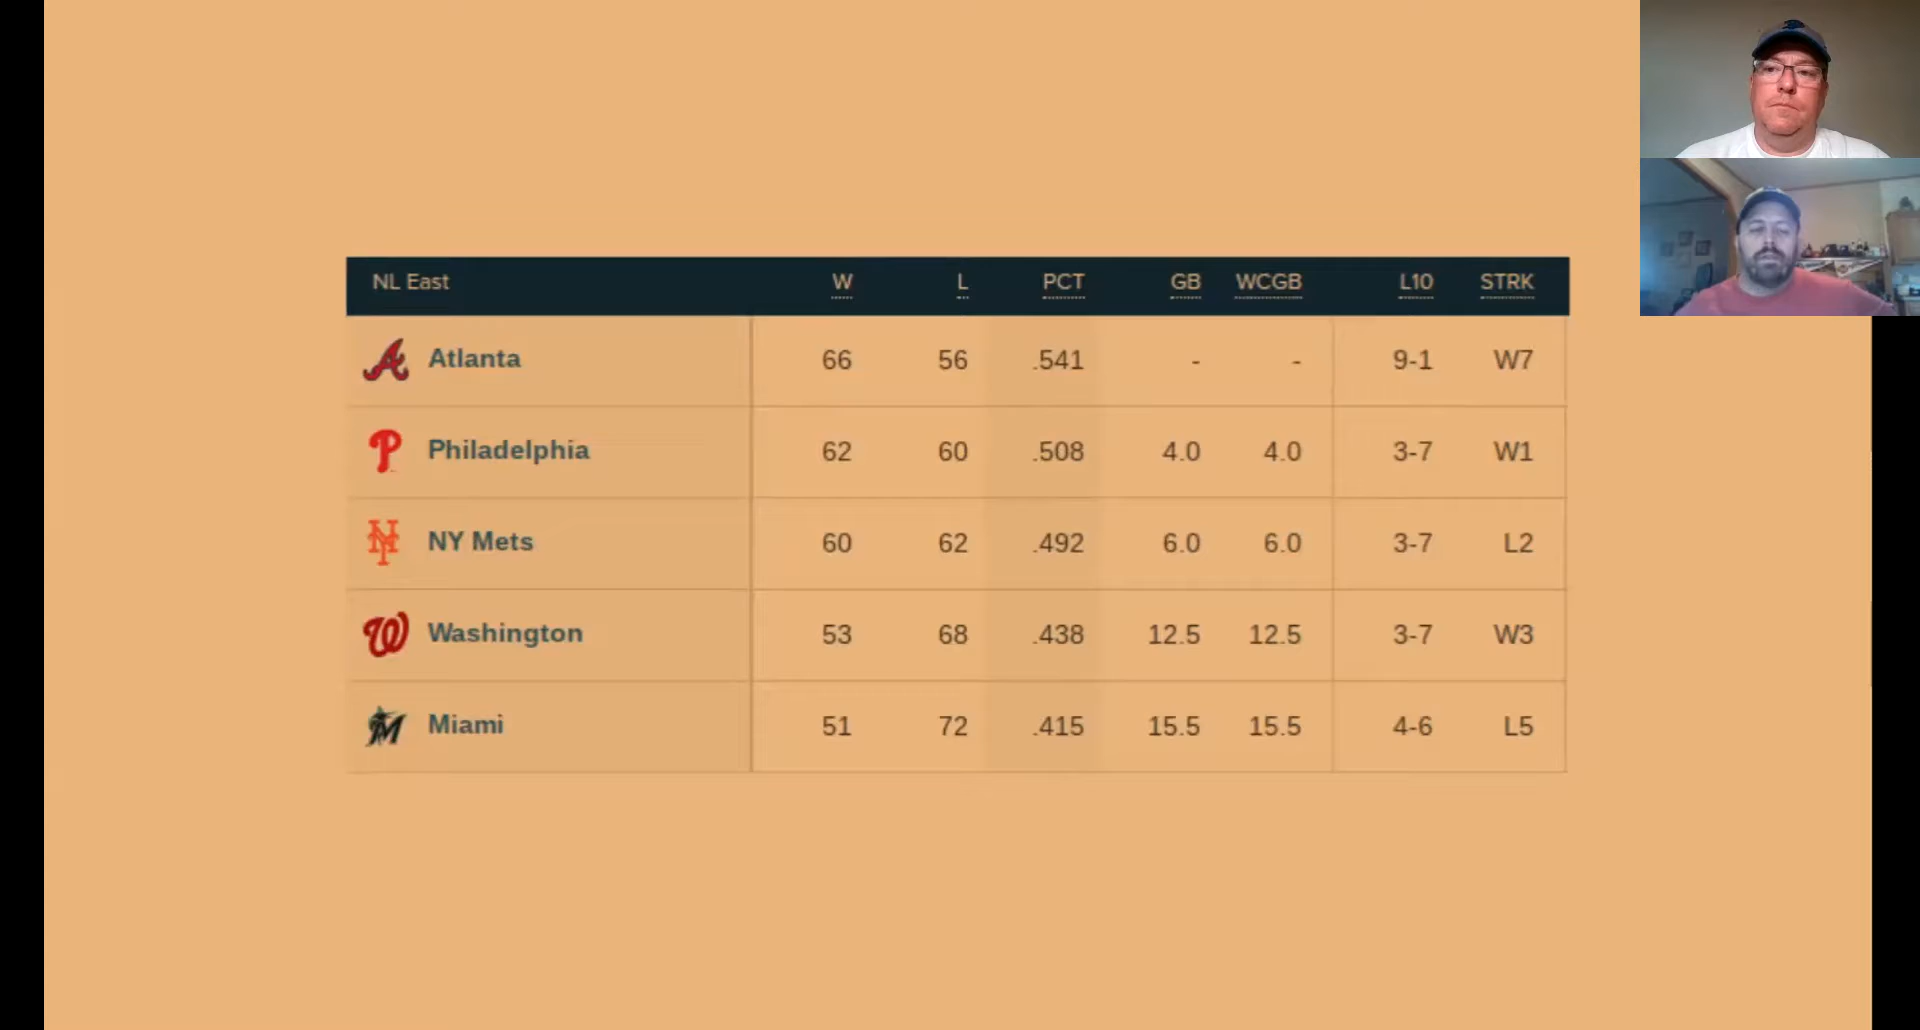 NL East W L PCT GB WCGB L10 STRK
Atlanta 66 56 .541 - - 9-1 W7
Philadelphia 62 60 .508 4.0 4.0 3-7 W1
NY Mets 60 62 .492 6.0 6.0 3-7 L2
Washington 53 68 .438 12.5 12.5 3-7 W3
Miami 51 72 .415 15.5 15.5 4-6 L5